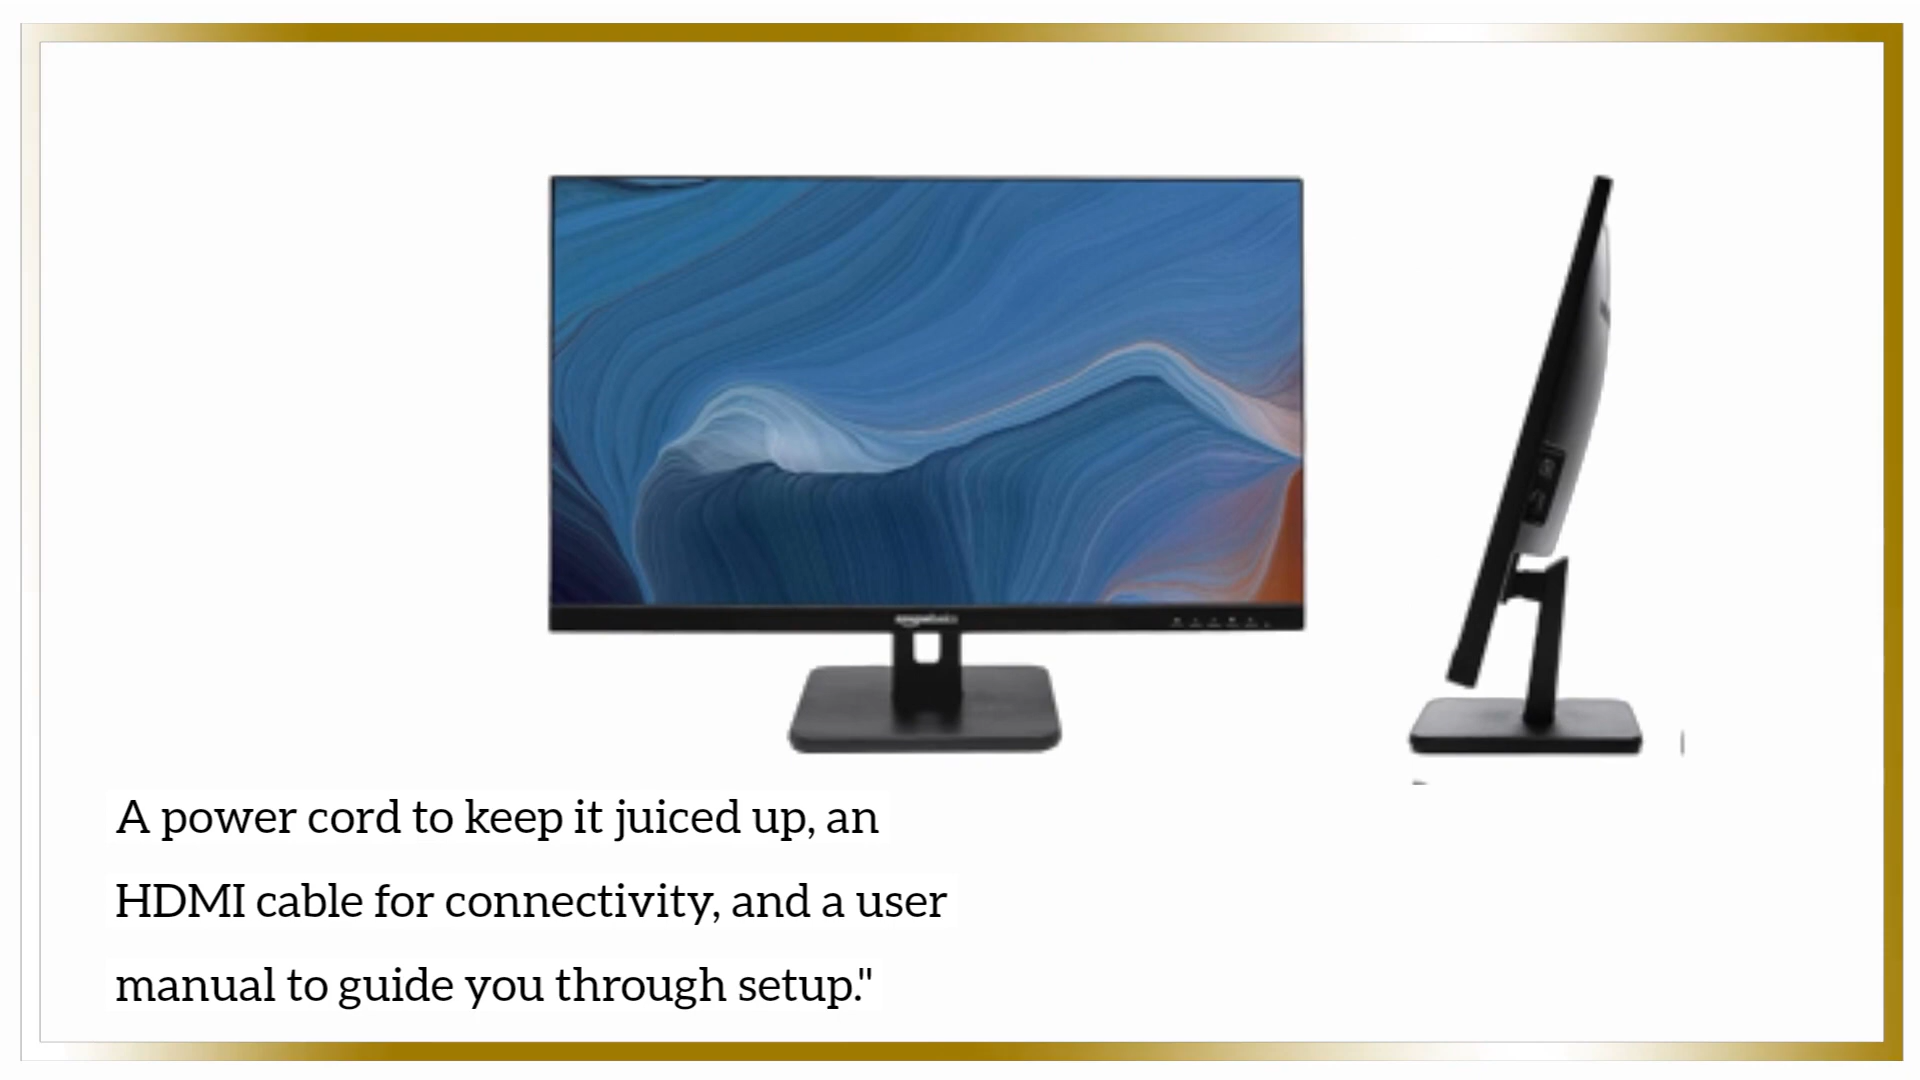 A power cord to keep it juiced up, an
HDMI cable for connectivity, and a user
manual to guide you through setup."